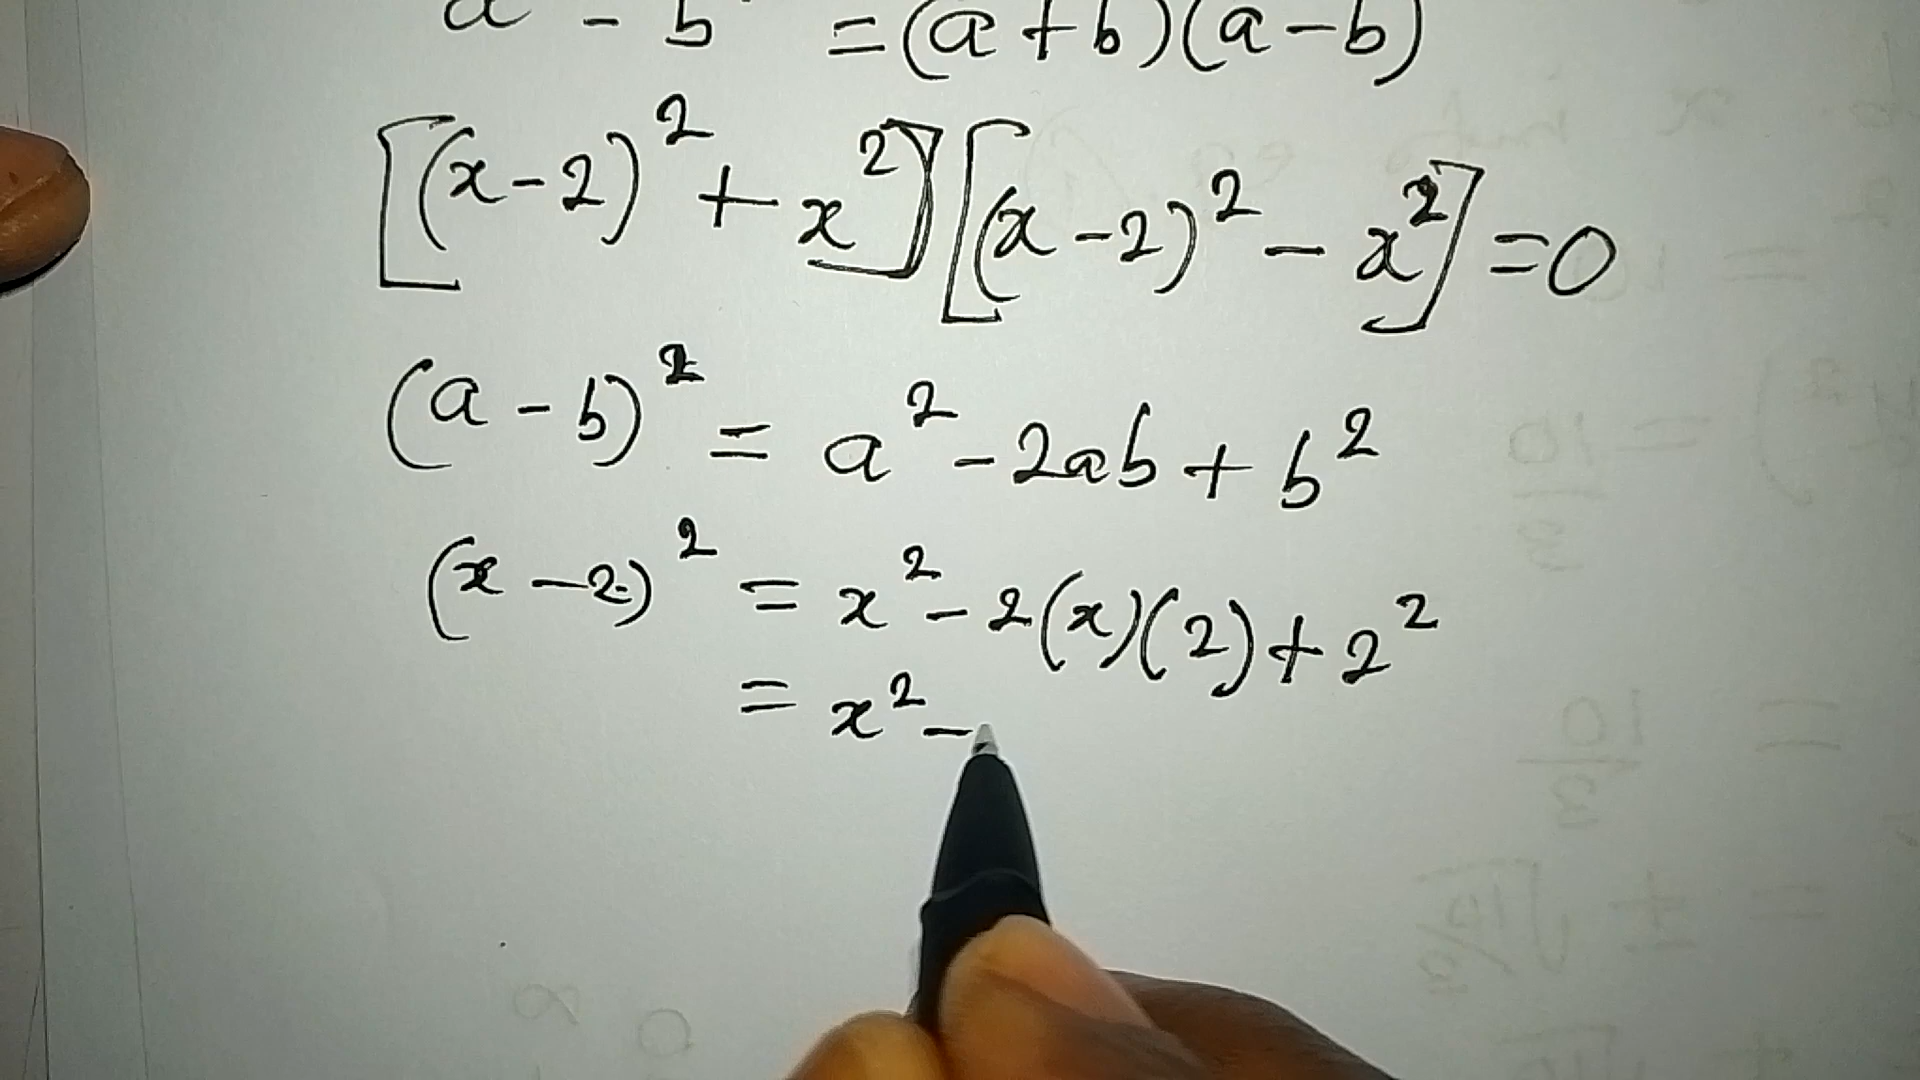 a² - b² = (a + b)(a - b)
[(x-2)² + x²][(x-2)² - x²] = 0
(a - b)² = a² - 2ab + b²
(x - 2)² = x² - 2(x)(2) + 2²
= x² -